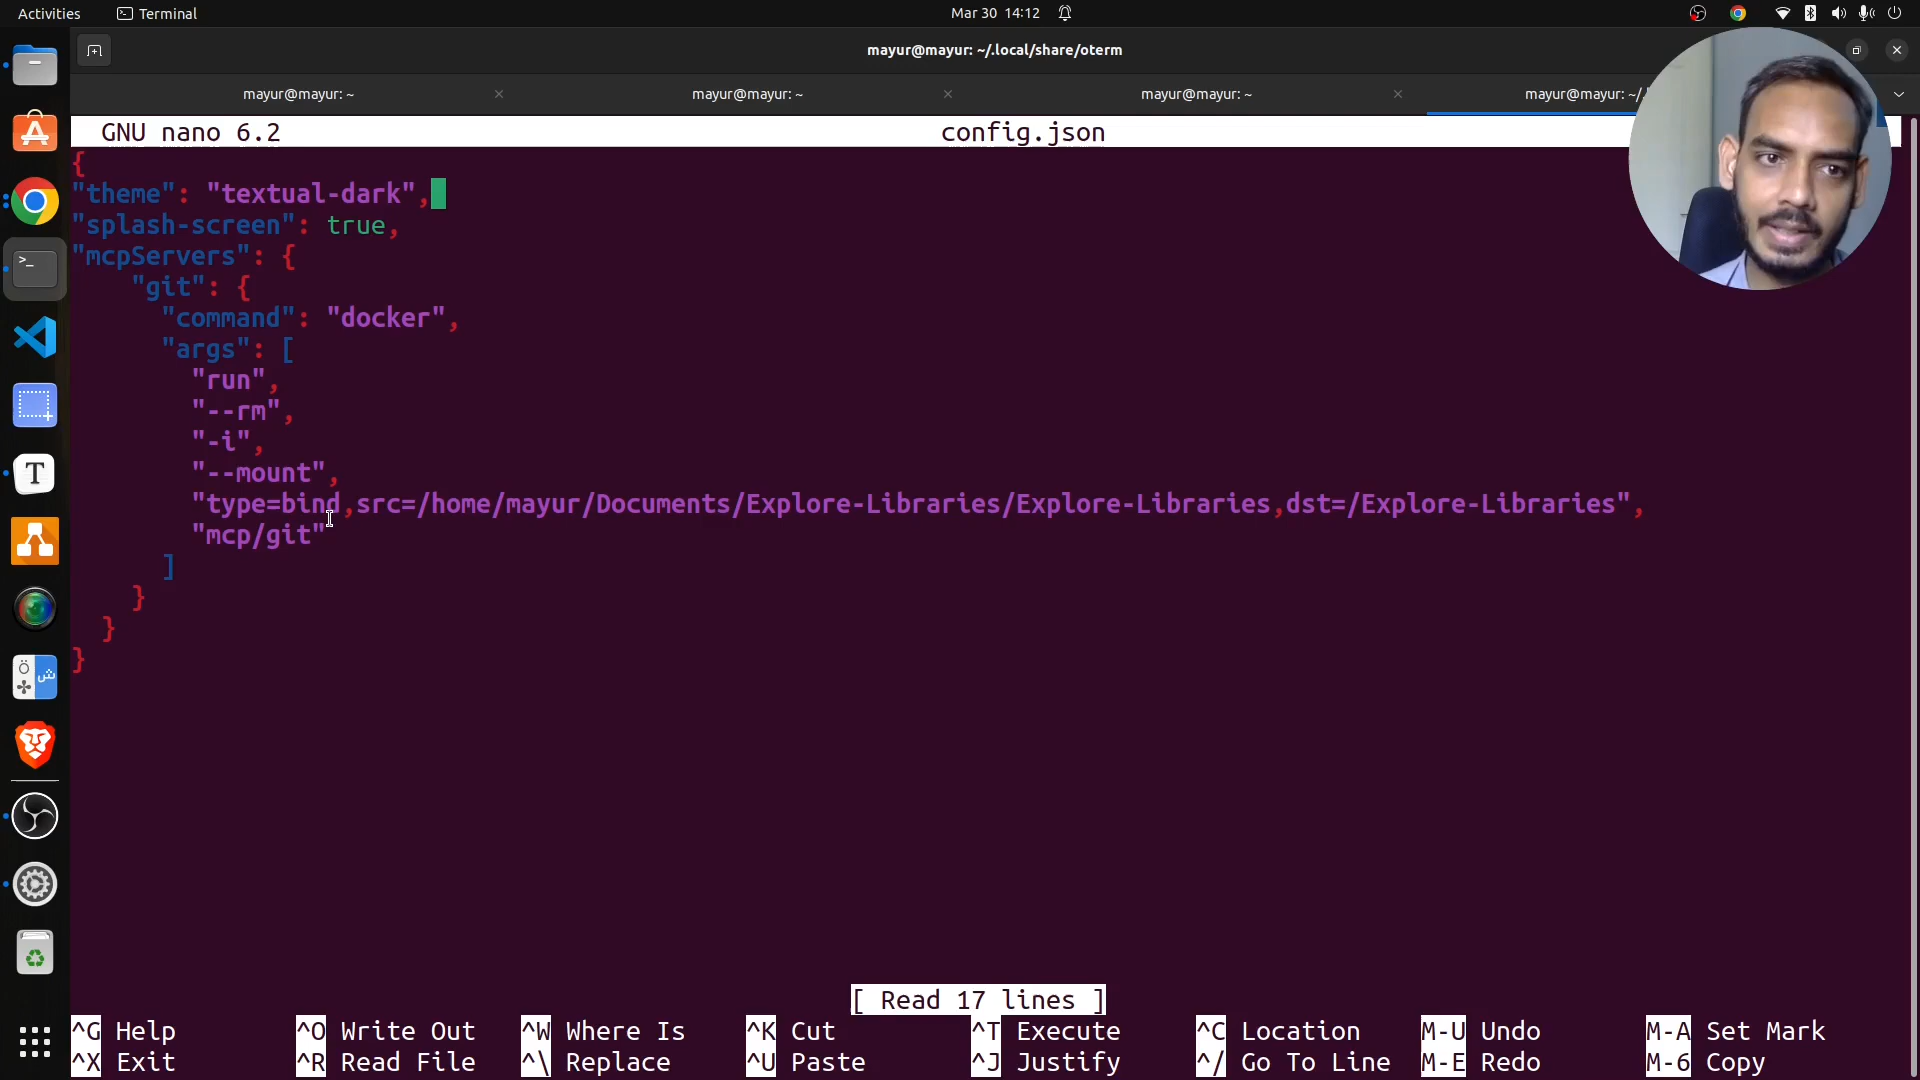 Activities Terminal Mar 30 14:12
mayur@mayur: ~/.local/share/oterm
mayur@mayur: ~ mayur@mayur: ~ mayur@mayur: ~ mayur@mayur: ~/.
GNU nano 6.2 config.json
{
"theme": "textual-dark",
"splash-screen": true,
"mcpServers": {
"git": {
"command": "docker",
"args": [
"run",
"--rm",
"-i",
"--mount",
"type=bind,src=/home/mayur/Documents/Explore-Libraries/Explore-Libraries,dst=/Explore-Libraries",
"mcp/git"
]
}
}
}
[ Read 17 lines ]
^G Help ^O Write Out ^W Where Is ^K Cut ^T Execute ^C Location M-U Undo M-A Set Mark
^X Exit ^R Read File ^\ Replace ^U Paste ^J Justify ^/ Go To Line M-E Redo M-6 Copy